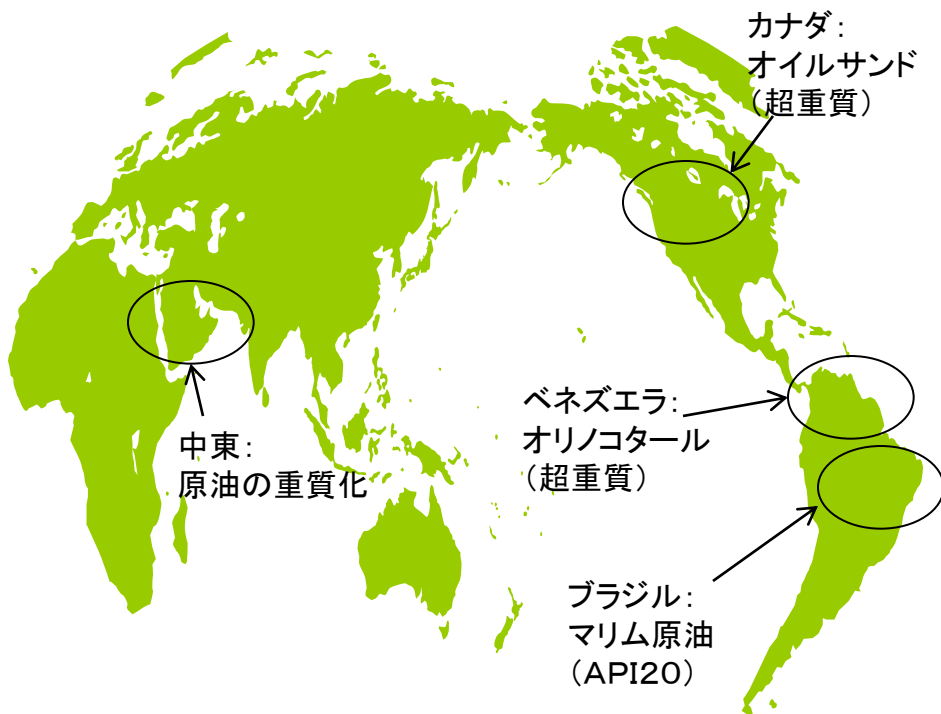 カナダ：
オイルサンド
（超重質）
中東：
原油の重質化
ベネズエラ：
オリノコタール
（超重質）
ブラジル：
マリム原油
（API20）